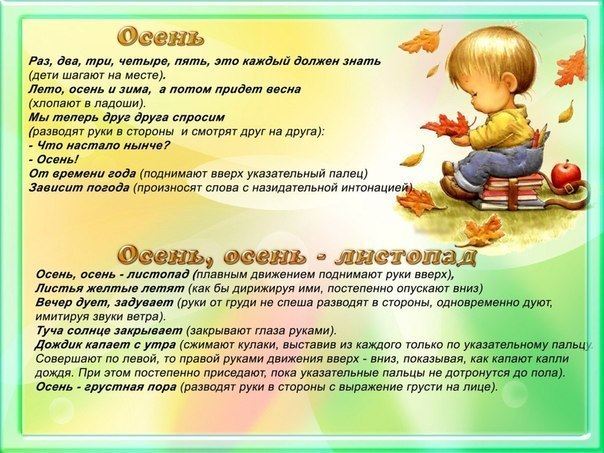 Осень
Раз, два, три, четыре, пять, это каждый должен знать
(дети шагают на месте).
Лето, осень и зима,  а потом придет весна
(хлопают в ладоши).
Мы теперь друг друга спросим
(разводят руки в стороны  и смотрят друг на друга):
- Что настало нынче?
- Осень!
От времени года (поднимают вверх указательный палец)
Зависит погода (произносят слова с назидательной интонацией)
Осень, осень - листопад
Осень, осень - листопад (плавным движением поднимают руки вверх),
Листья желтые летят (как бы дирижируя ими, постепенно опускают вниз)
Вечер дует, задувает (руки от груди не спеша разводят в стороны, одновременно дуют,
имитируя звуки ветра).
Туча солнце закрывает (закрывают глаза руками).
Дождик капает с утра (сжимают кулаки, выставив из каждого только по указательному пальцу.
Совершают по левой, то правой руками движения вверх - вниз, показывая, как капают капли
дождя. При этом постепенно приседают, пока указательные пальцы не дотронутся до пола).
Осень - грустная пора (разводят руки в стороны с выражение грусти на лице).